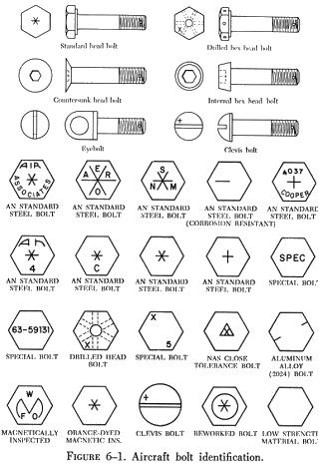 Standard head bolt
Drilled hex head bolt
Countersunk head bolt
Internal hex head bolt
Eyebolt
Clevis bolt
AIR
ASSOCIATES
A E R
O
S
N M
4037
COOPER
AN STANDARD
STEEL BOLT
AN STANDARD
STEEL BOLT
AN STANDARD
STEEL BOLT
AN STANDARD
STEEL BOLT
(CORROSION RESISTANT)
AN STANDARD
STEEL BOLT
4
C
SPEC
AN STANDARD
STEEL BOLT
AN STANDARD
STEEL BOLT
AN STANDARD
STEEL BOLT
AN STANDARD
STEEL BOLT
SPECIAL BOLT
63-59131
X
5
SPECIAL BOLT
DRILLED HEAD
BOLT
SPECIAL BOLT
NAS CLOSE
TOLERANCE BOLT
ALUMINUM
ALLOY
(2024) BOLT
W
F O
X
R
MAGNETICALLY
INSPECTED
ORANGE-DYED
MAGNETIC INS.
CLEVIS BOLT
REWORKED BOLT
LOW STRENGTH
MATERIAL BOLT
FIGURE 6-1. Aircraft bolt identification.